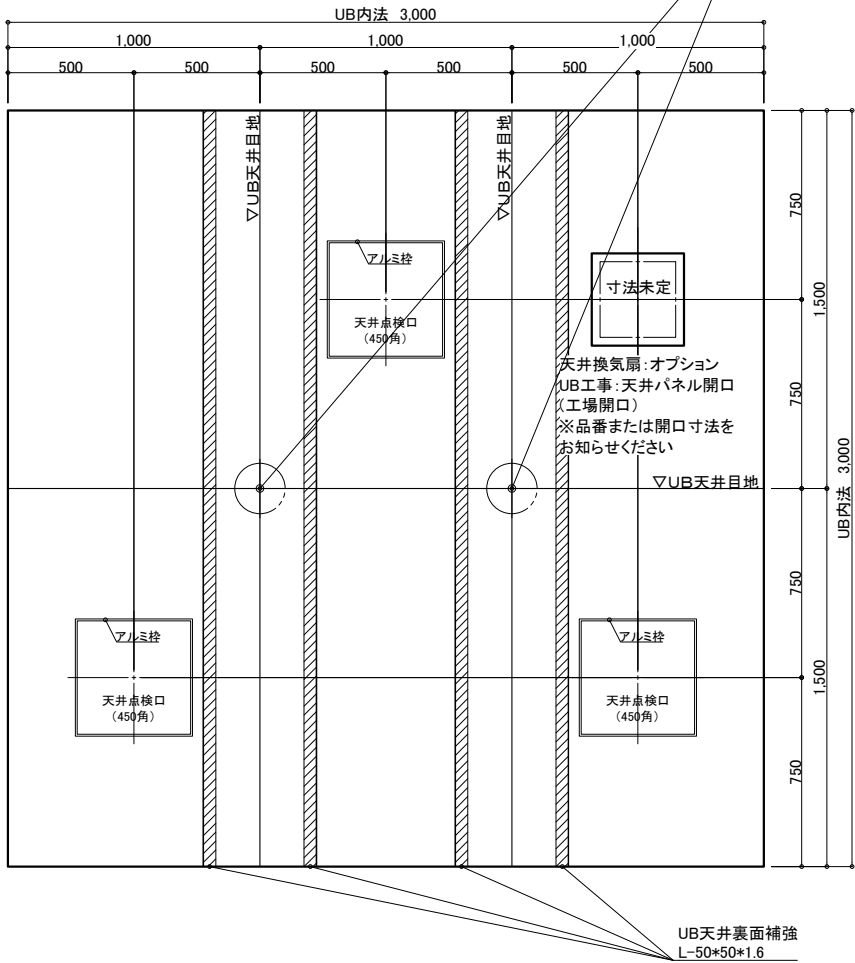 UB内法 3,000
1,000
1,000
1,000
500
500
500
500
500
500
▽UB天井目地
▽UB天井目地
アルミ枠
天井点検口
(450角)
寸法未定
天井換気扇:オプション
UB工事:天井パネル開口
(工場開口)
※品番または開口寸法を
お知らせください
▽UB天井目地
アルミ枠
天井点検口
(450角)
アルミ枠
天井点検口
(450角)
750
750
750
750
1,500
1,500
UB内法 3,000
UB天井裏面補強
L-50*50*1.6